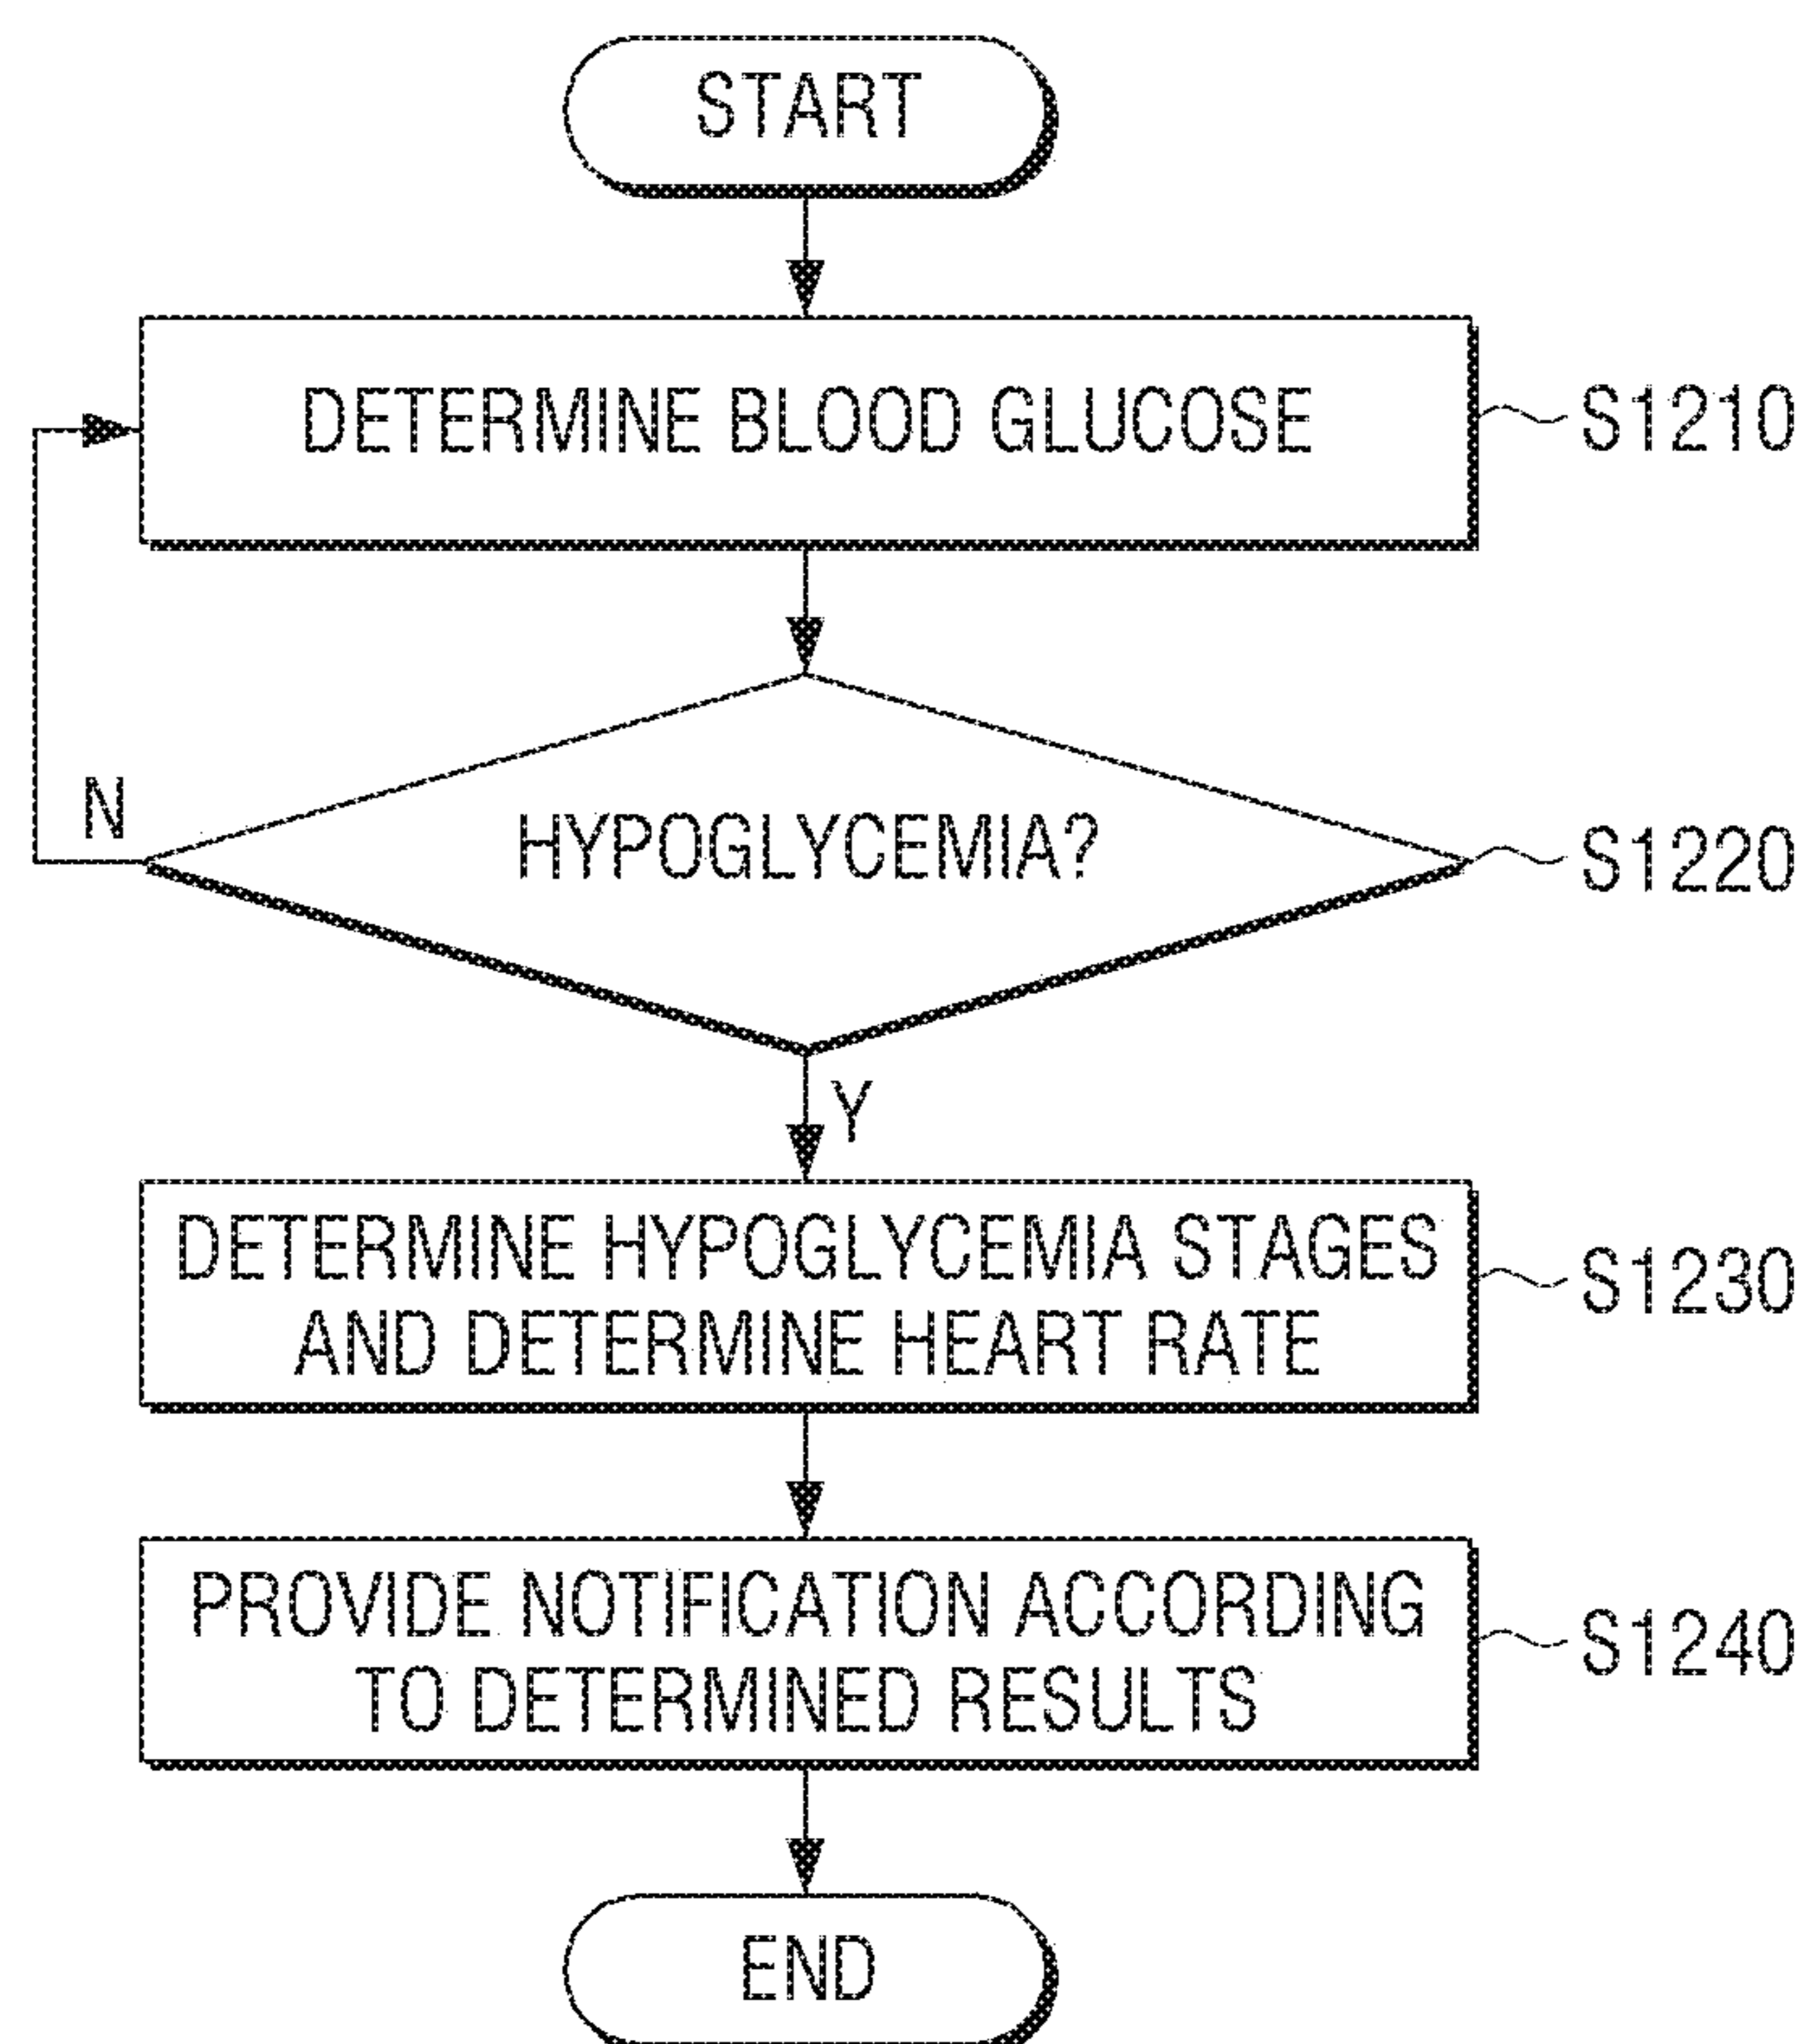 START
DETERMINE BLOOD GLUCOSE
S1210
N
HYPOGLYCEMIA?
S1220
Y
DETERMINE HYPOGLYCEMIA STAGES
AND DETERMINE HEART RATE
S1230
PROVIDE NOTIFICATION ACCORDING
TO DETERMINED RESULTS
S1240
END